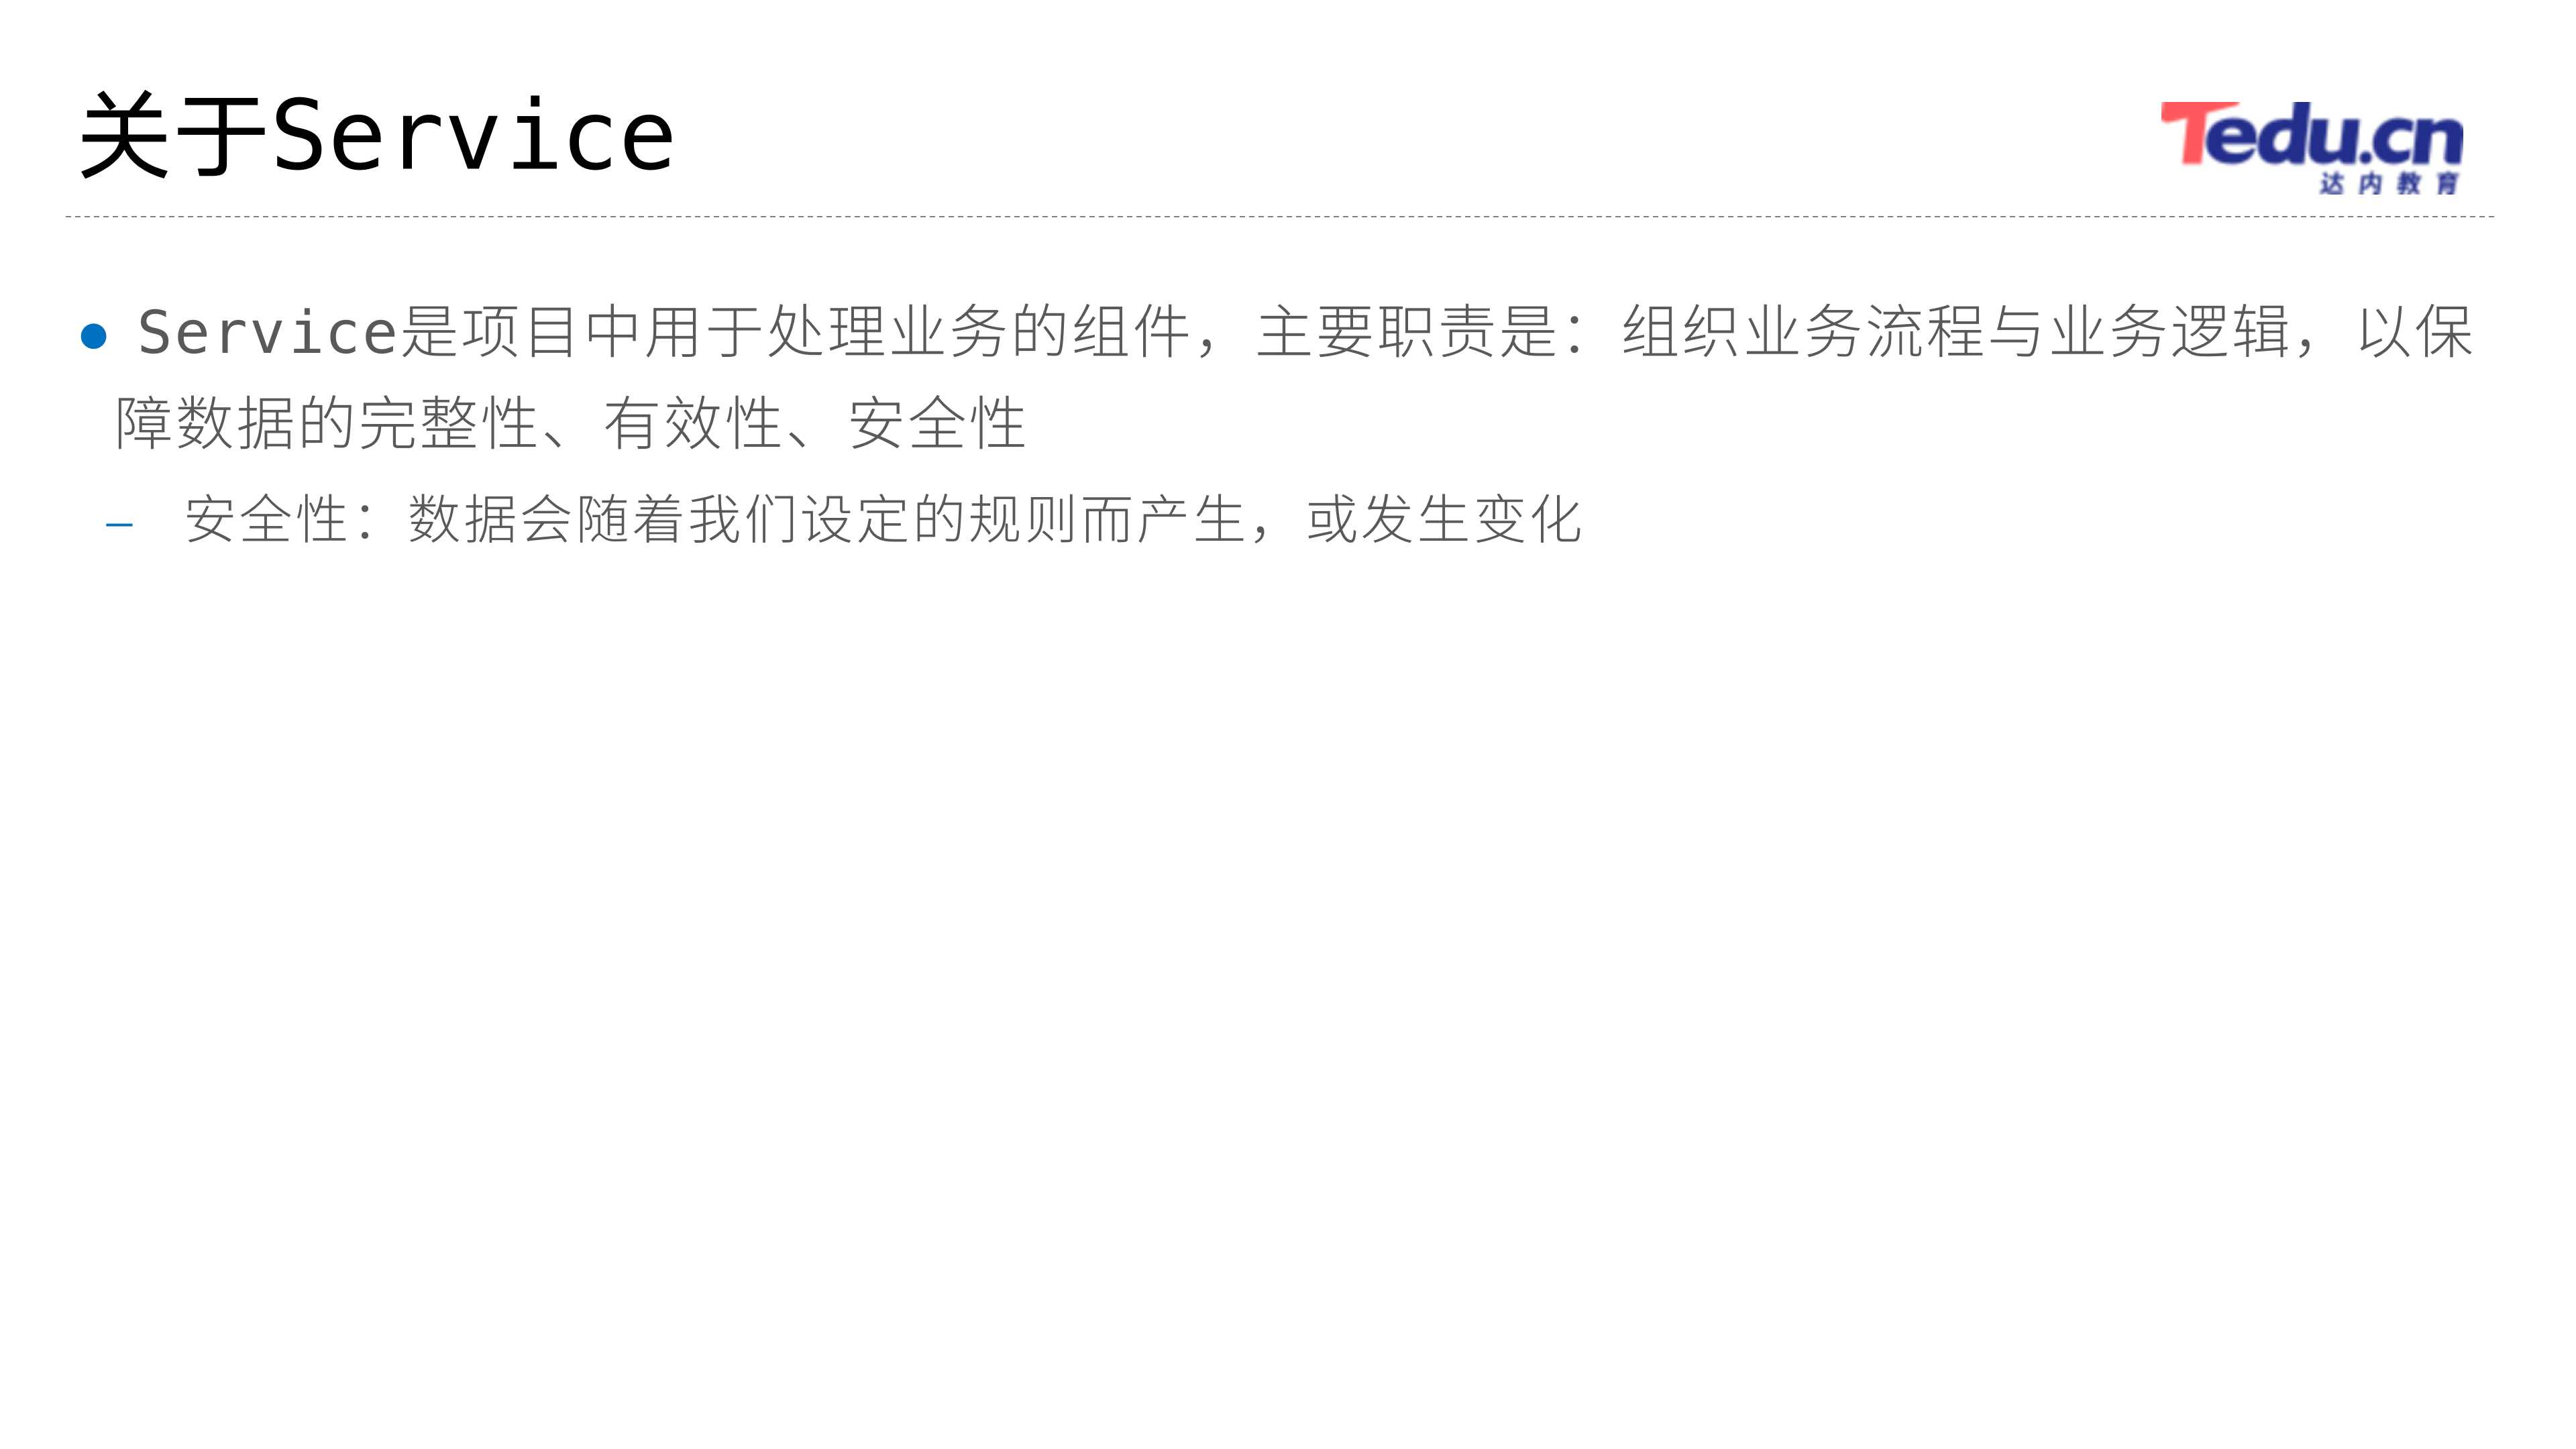 关于Service
Tedu.cn
达内教育
● Service是项目中用于处理业务的组件，主要职责是：组织业务流程与业务逻辑，以保
障数据的完整性、有效性、安全性
– 安全性：数据会随着我们设定的规则而产生，或发生变化